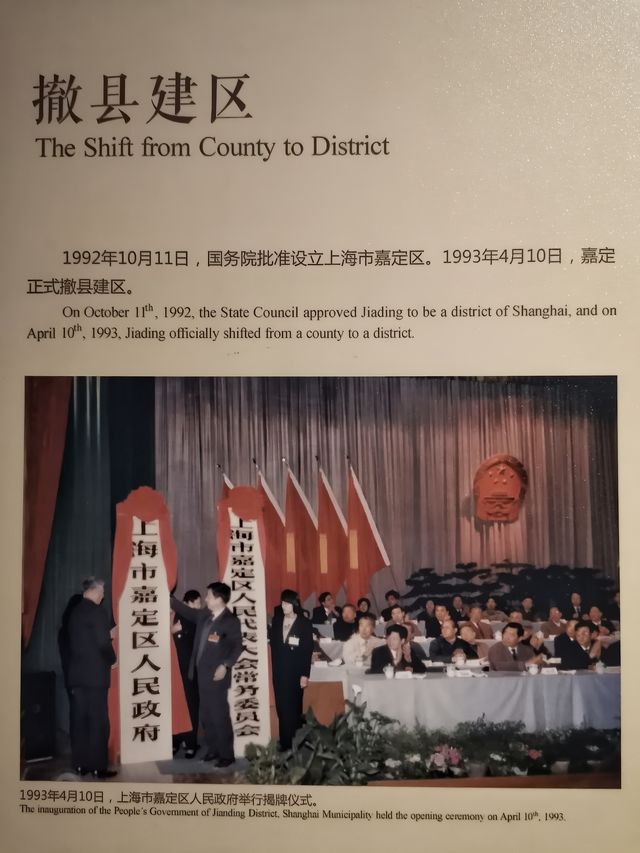 撤县建区
The Shift from County to District
1992年10月11日，国务院批准设立上海市嘉定区。1993年4月10日，嘉定
正式撤县建区。
On October 11th, 1992, the State Council approved Jiading to be a district of Shanghai, and on
April 10th, 1993, Jiading officially shifted from a county to a district.
上海市嘉定区人民政府
上海市嘉定区人民代表大会常务委员会
1993年4月10日，上海市嘉定区人民政府举行揭牌仪式。
The inauguration of the People's Government of Jianding District, Shanghai Municipality held the opening ceremony on April 10th, 1993.